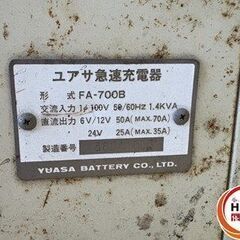 ユアサ急速充電器
形 式 FA-700B
交流入力 1φ100V 50/60Hz 1.4KVA
直流出力 6V/12V 50A(MAX.70A)
24V 25A(MAX.35A)
製造番号
YUASA BATTERY CO., LTD.